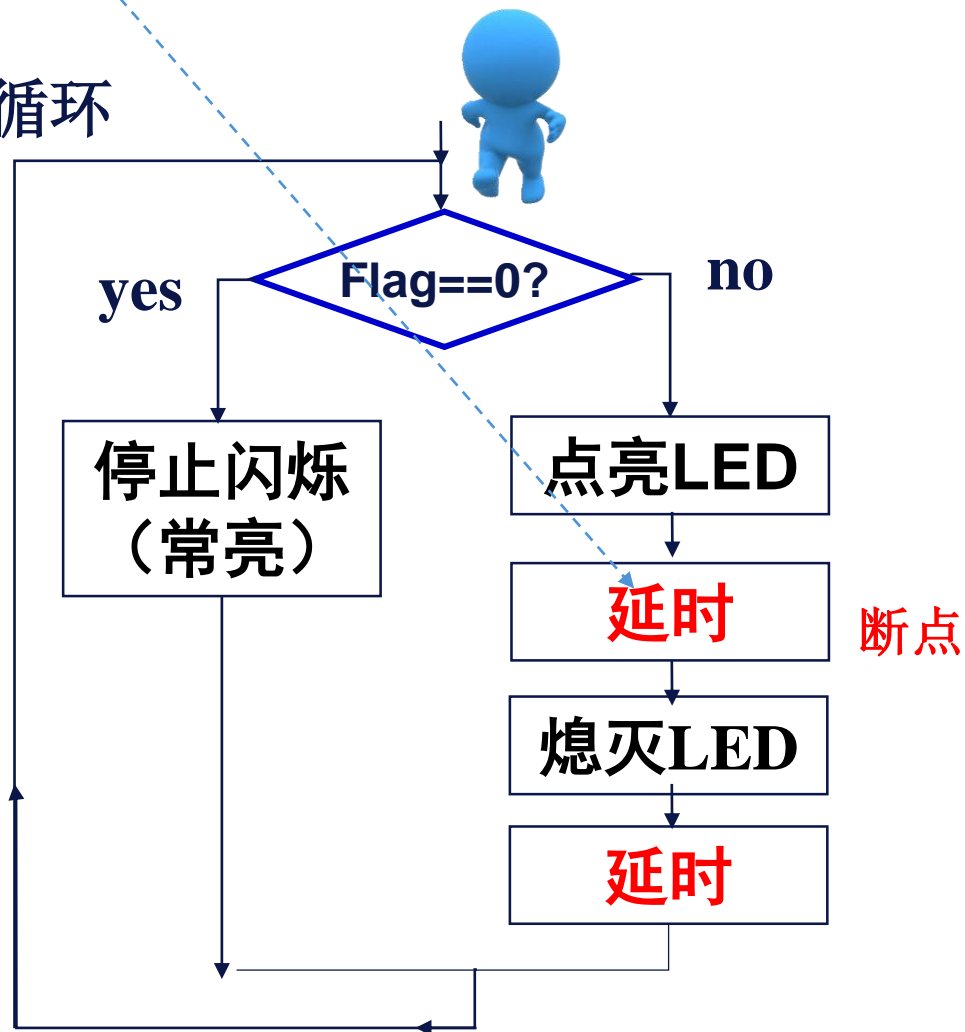 循环
Flag==0?
yes
no
停止闪烁
（常亮）
点亮LED
延时
断点
熄灭LED
延时